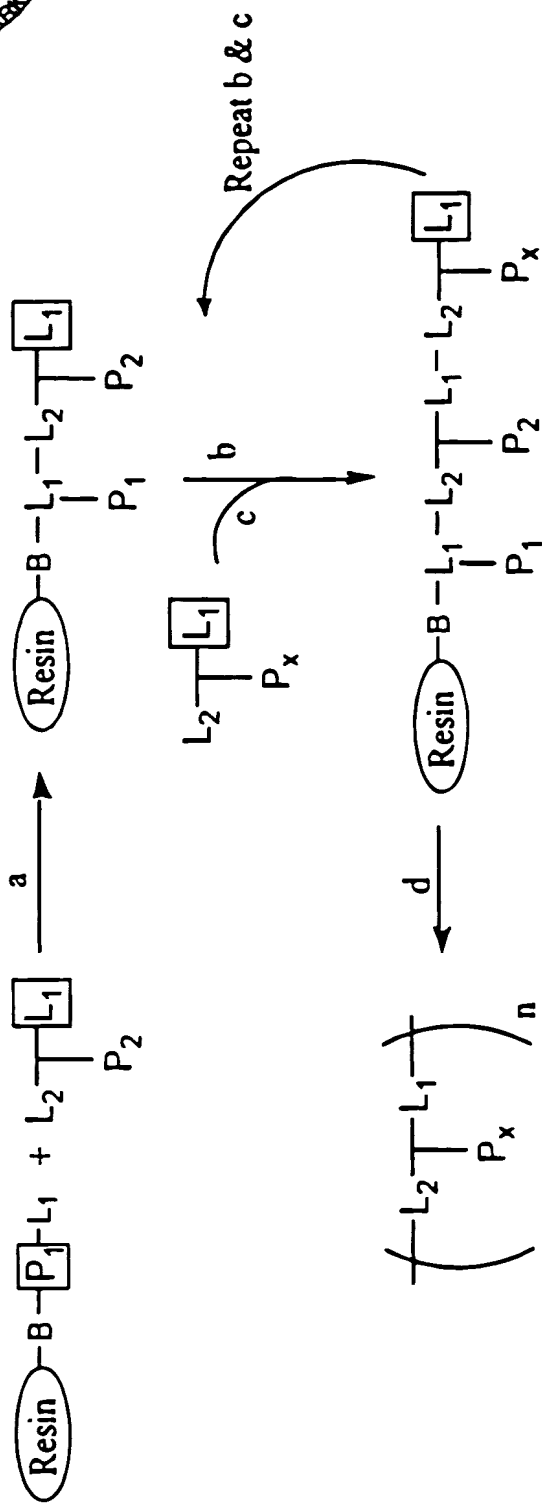 Resin –B– P1 –L1 + L2 L1
P2
a
Resin –B –L1– L2 L1
P1 P2
L2 L1
Px
c
b
Repeat b & c
Resin –B –L1 –L2 L1– L2 L1
P1 P2 Px
d
L2 L1
Px
n